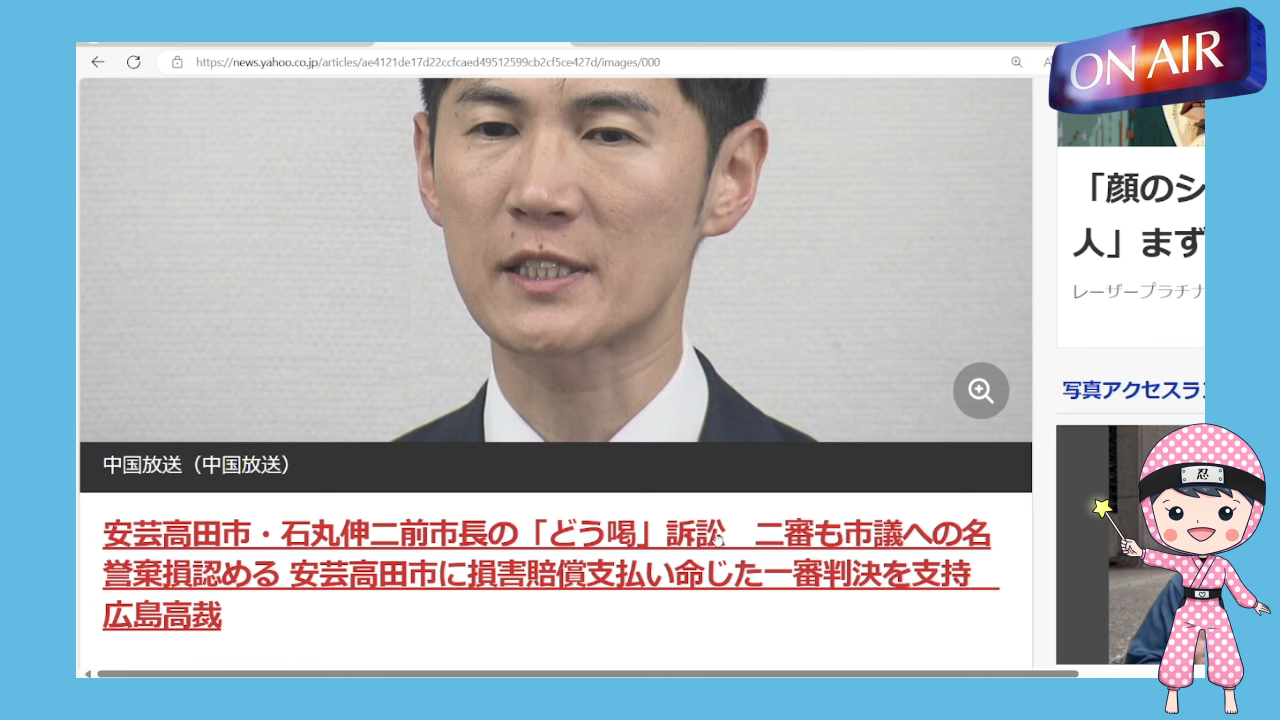 https://news.yahoo.co.jp/articles/ae4121de17d22ccfcaed49512599cb2cf5ce427d/images/000
ON AIR
「顔のシ
人」まず
レーザープラチナ
中国放送（中国放送）
写真アクセスラ
安芸高田市・石丸伸二前市長の「どう喝」訴訟　二審も市議への名
誉棄損認める 安芸高田市に損害賠償支払い命じた一審判決を支持
広島高裁
忍